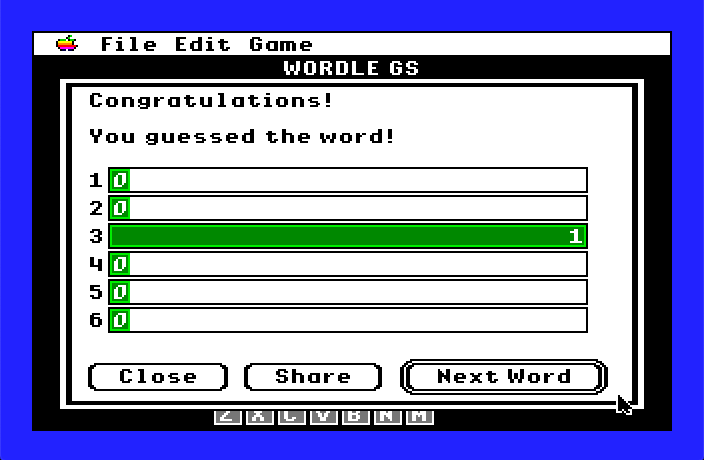 File Edit Game
WORDLE GS
Congratulations!
You guessed the word!
1 0
2 0
3 1
4 0
5 0
6 0
Close Share Next Word
Z X C V B N M